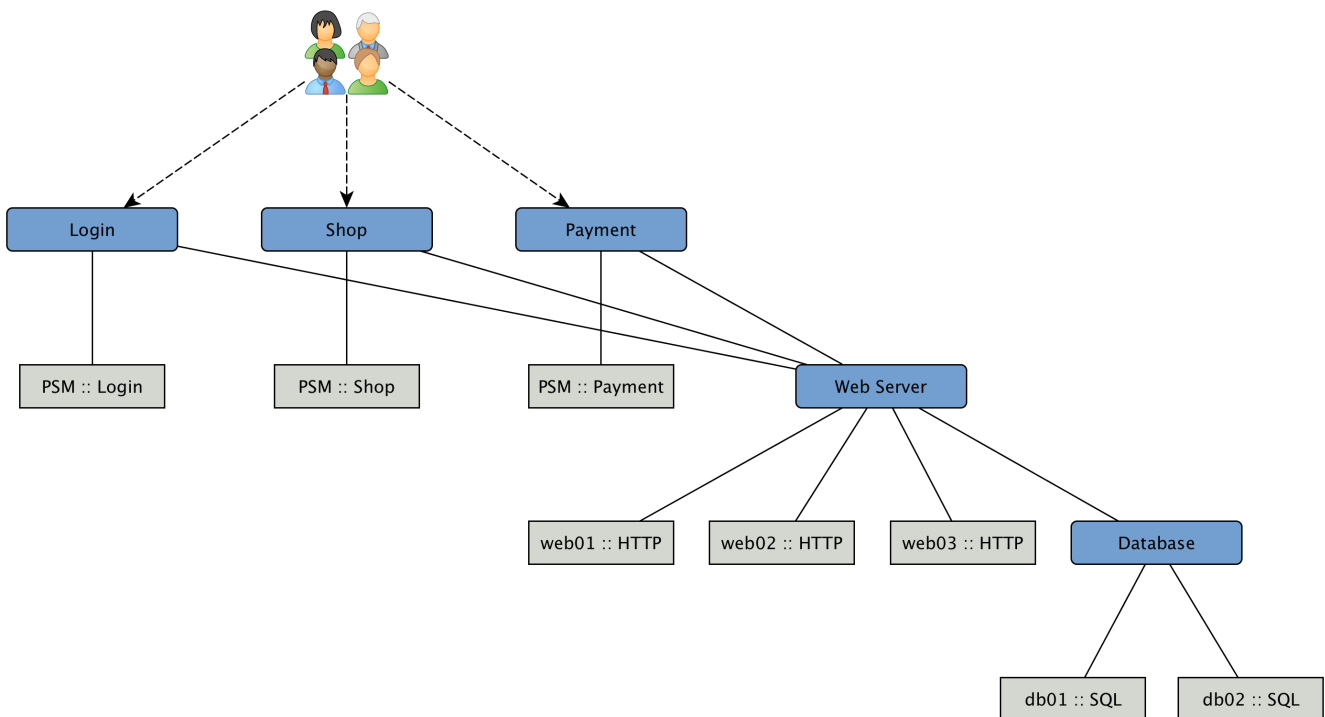 Login
Shop
Payment
PSM :: Login
PSM :: Shop
PSM :: Payment
Web Server
web01 :: HTTP
web02 :: HTTP
web03 :: HTTP
Database
db01 :: SQL
db02 :: SQL